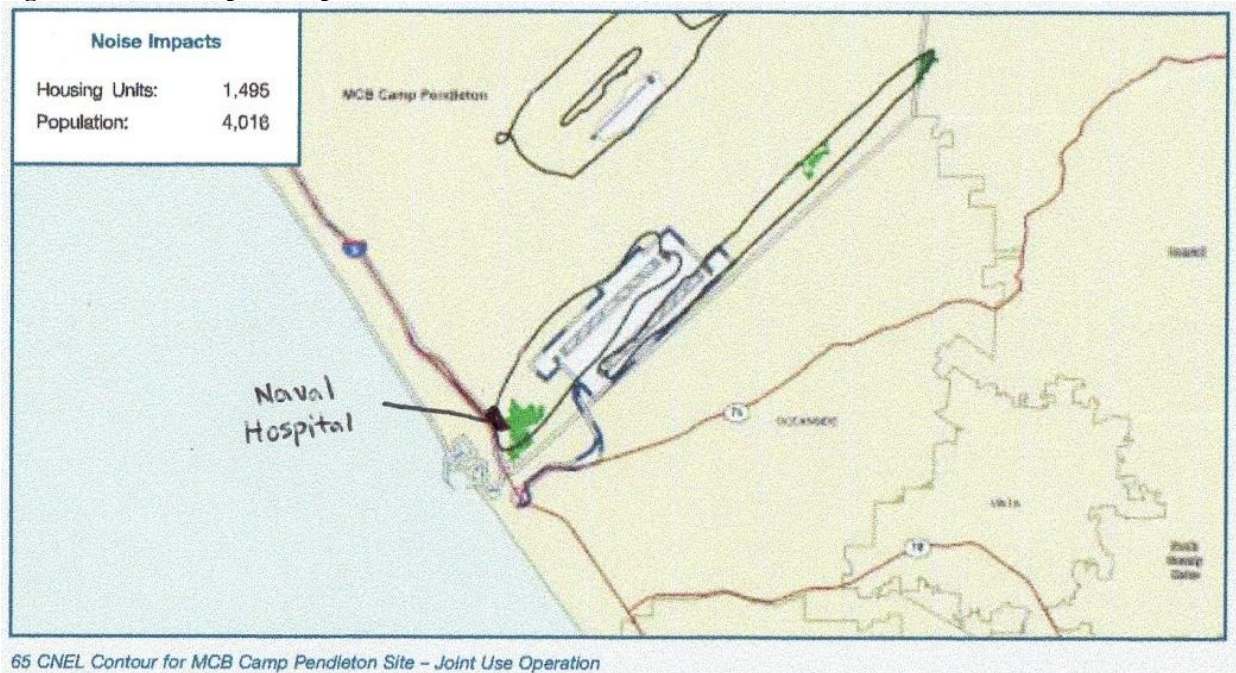 Noise Impacts
Housing Units: 1,495
Population: 4,016
MCB Camp Pendleton
5
Naval
Hospital
76
OCEANSIDE
VISTA
78
65 CNEL Contour for MCB Camp Pendleton Site – Joint Use Operation